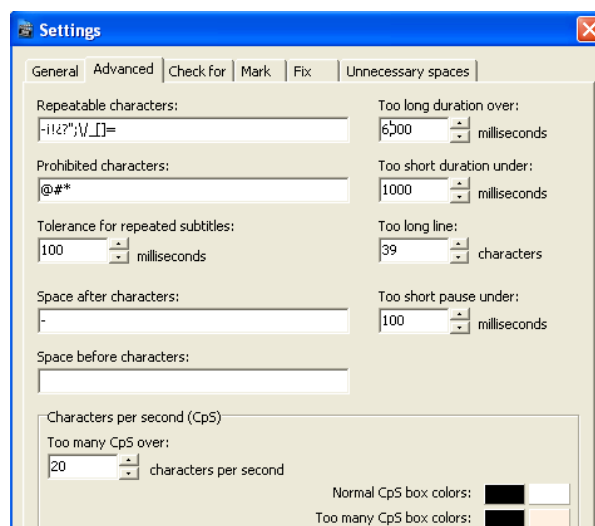 Settings
General Advanced Check for Mark Fix Unnecessary spaces
Repeatable characters:
Too long duration over:
-¡!¿?";\/_[]=
milliseconds
Prohibited characters:
Too short duration under:
@#*
1000 milliseconds
Tolerance for repeated subtitles:
Too long line:
100 milliseconds
39 characters
Space after characters:
Too short pause under:
-
100 milliseconds
Space before characters:
Characters per second (CpS)
Too many CpS over:
20 characters per second
Normal CpS box colors:
Too many CpS box colors: